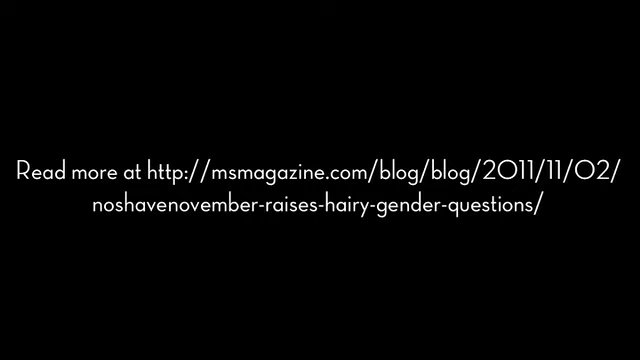 Read more at http://msmagazine.com/blog/blog/2011/11/02/
noshavenovember-raises-hairy-gender-questions/